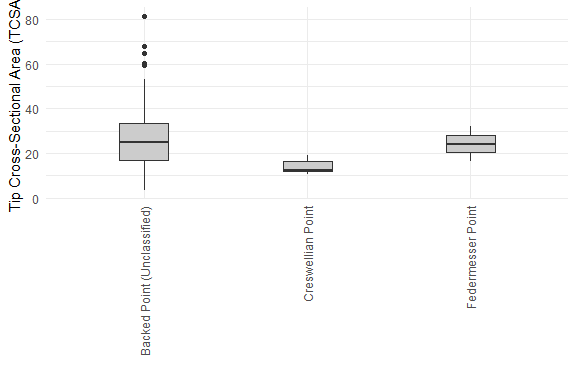 Tip Cross-Sectional Area (TCSA
80
60
40
20
0
Backed Point (Unclassified)
Creswellian Point
Federmesser Point